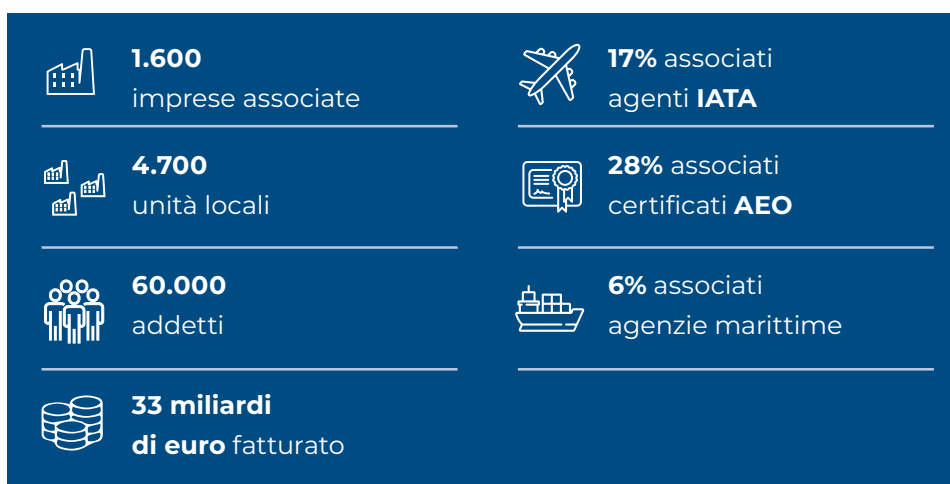 1.600
imprese associate
4.700
unità locali
60.000
addetti
33 miliardi
di euro fatturato
17% associati
agenti IATA
28% associati
certificati AEO
6% associati
agenzie marittime